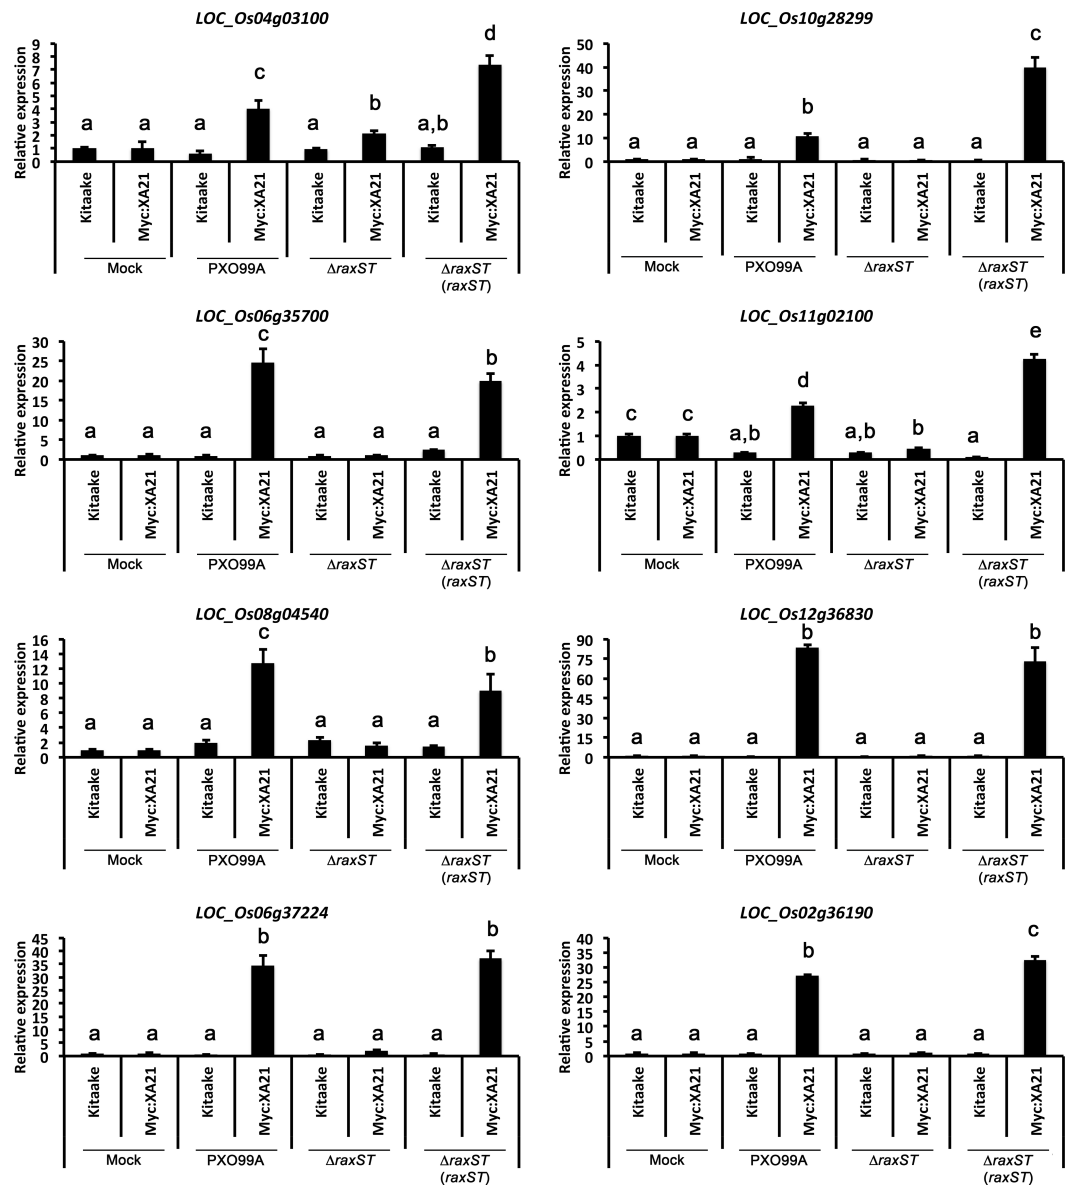 LOC_Os04g03100
Relative expression
9
8
7
6
5
4
3
2
1
0
a a a c a b a,b d
Kitaake Myc:XA21 Kitaake Myc:XA21 Kitaake Myc:XA21 Kitaake Myc:XA21
Mock PXO99A ΔraxST ΔraxST
(raxST)
LOC_Os10g28299
Relative expression
50
40
30
20
10
0
a a a b a a a c
Kitaake Myc:XA21 Kitaake Myc:XA21 Kitaake Myc:XA21 Kitaake Myc:XA21
Mock PXO99A ΔraxST ΔraxST
(raxST)
LOC_Os06g35700
Relative expression
30
25
20
15
10
5
0
a a a c a a a b
Kitaake Myc:XA21 Kitaake Myc:XA21 Kitaake Myc:XA21 Kitaake Myc:XA21
Mock PXO99A ΔraxST ΔraxST
(raxST)
LOC_Os11g02100
Relative expression
5
4
3
2
1
0
c c a,b d a,b b a e
Kitaake Myc:XA21 Kitaake Myc:XA21 Kitaake Myc:XA21 Kitaake Myc:XA21
Mock PXO99A ΔraxST ΔraxST
(raxST)
LOC_Os08g04540
Relative expression
16
14
12
10
8
6
4
2
0
a a a c a a a b
Kitaake Myc:XA21 Kitaake Myc:XA21 Kitaake Myc:XA21 Kitaake Myc:XA21
Mock PXO99A ΔraxST ΔraxST
(raxST)
LOC_Os12g36830
Relative expression
90
75
60
45
30
15
0
a a a b a a a b
Kitaake Myc:XA21 Kitaake Myc:XA21 Kitaake Myc:XA21 Kitaake Myc:XA21
Mock PXO99A ΔraxST ΔraxST
(raxST)
LOC_Os06g37224
Relative expression
45
40
35
30
25
20
15
10
5
0
a a a b a a a b
Kitaake Myc:XA21 Kitaake Myc:XA21 Kitaake Myc:XA21 Kitaake Myc:XA21
Mock PXO99A ΔraxST ΔraxST
(raxST)
LOC_Os02g36190
Relative expression
40
35
30
25
20
15
10
5
0
a a a b a a a c
Kitaake Myc:XA21 Kitaake Myc:XA21 Kitaake Myc:XA21 Kitaake Myc:XA21
Mock PXO99A ΔraxST ΔraxST
(raxST)